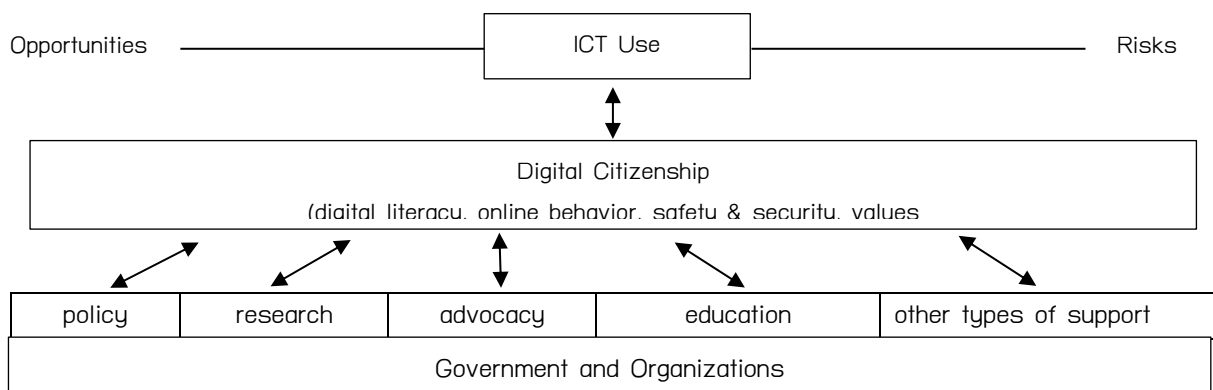 Opportunities ICT Use Risks
Digital Citizenship
(digital literacy, online behavior, safety & security, values
policy research advocacy education other types of support
Government and Organizations